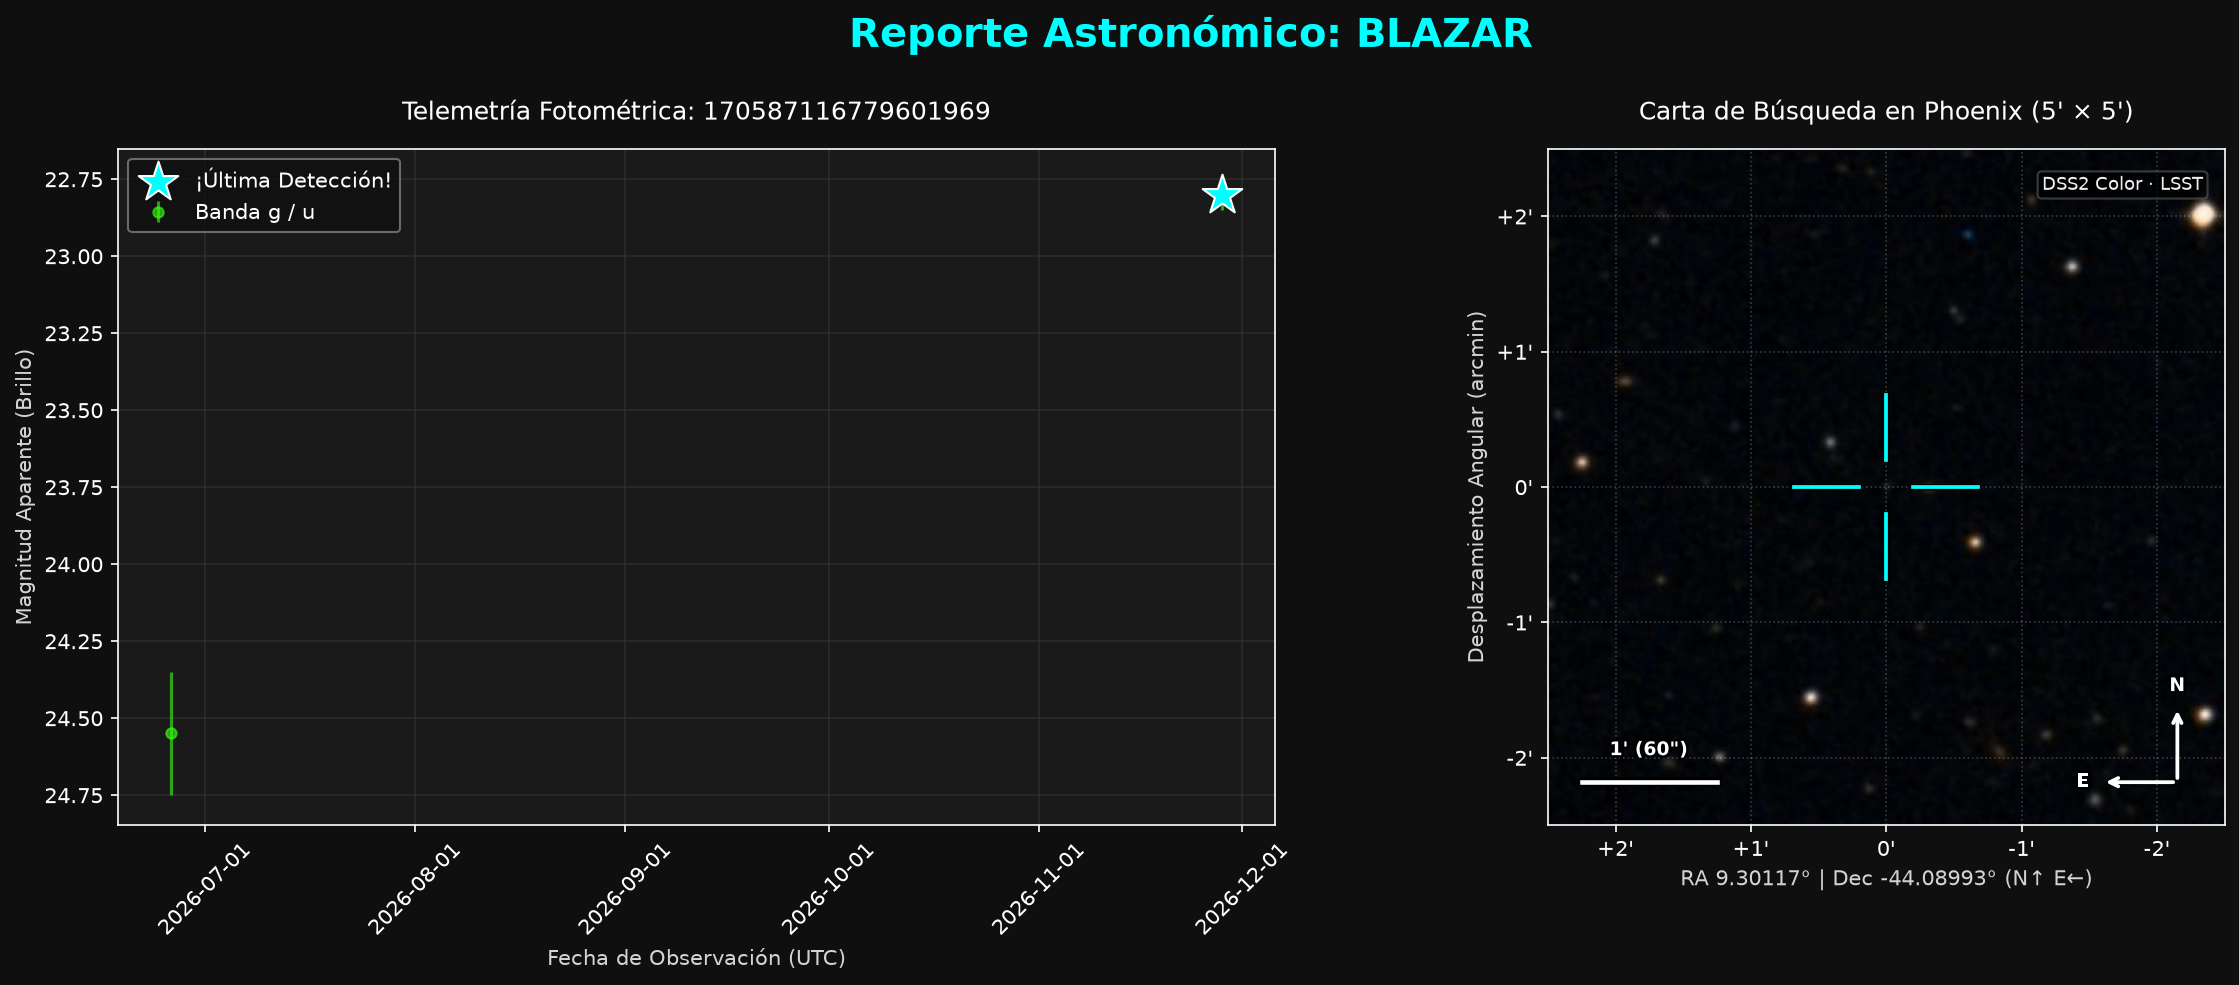 Reporte Astronómico: BLAZAR
Telemetría Fotométrica: 170587116779601969
¡Última Detección!
Banda g / u
Magnitud Aparente (Brillo)
22.75
23.00
23.25
23.50
23.75
24.00
24.25
24.50
24.75
2026-07-01
2026-08-01
2026-09-01
2026-10-01
2026-11-01
2026-12-01
Fecha de Observación (UTC)
Carta de Búsqueda en Phoenix (5' × 5')
DSS2 Color · LSST
Desplazamiento Angular (arcmin)
+2'
+1'
0'
-1'
-2'
N
E
1' (60")
+2'
+1'
0'
-1'
-2'
RA 9.30117° | Dec -44.08993° (N↑ E←)